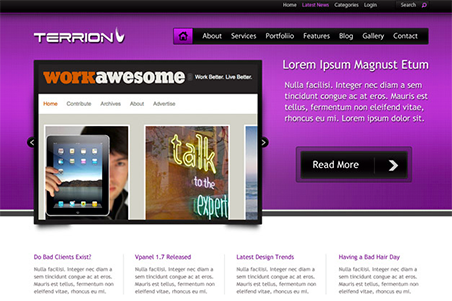 Home Latest News Categories Login Search
TERRION
About Services Portfoliio Features Blog Gallery Contact
workawesome Work Better. Live Better.
Home Contribute Archives About Advertise
talk
to the
expert
Lorem Ipsum Magnust Etum
Nulla facilisi. Integer nec diam a sem
tincidunt congue ac at eros. Mauris est
tellus, fermentum non eleifend vitae,
rhoncus eu mi. Lorem ipsum dolor sit.
Read More
Do Bad Clients Exist?
Nulla facilisi. Integer nec diam a
sem tincidunt congue ac at eros.
Mauris est tellus, fermentum non
eleifend vitae, rhoncus eu mi.
Vpanel 1.7 Released
Nulla facilisi. Integer nec diam a
sem tincidunt congue ac at eros.
Mauris est tellus, fermentum non
eleifend vitae, rhoncus eu mi.
Latest Design Trends
Nulla facilisi. Integer nec diam a
sem tincidunt congue ac at eros.
Mauris est tellus, fermentum non
eleifend vitae, rhoncus eu mi.
Having a Bad Hair Day
Nulla facilisi. Integer nec diam a
sem tincidunt congue ac at eros.
Mauris est tellus, fermentum non
eleifend vitae, rhoncus eu mi.